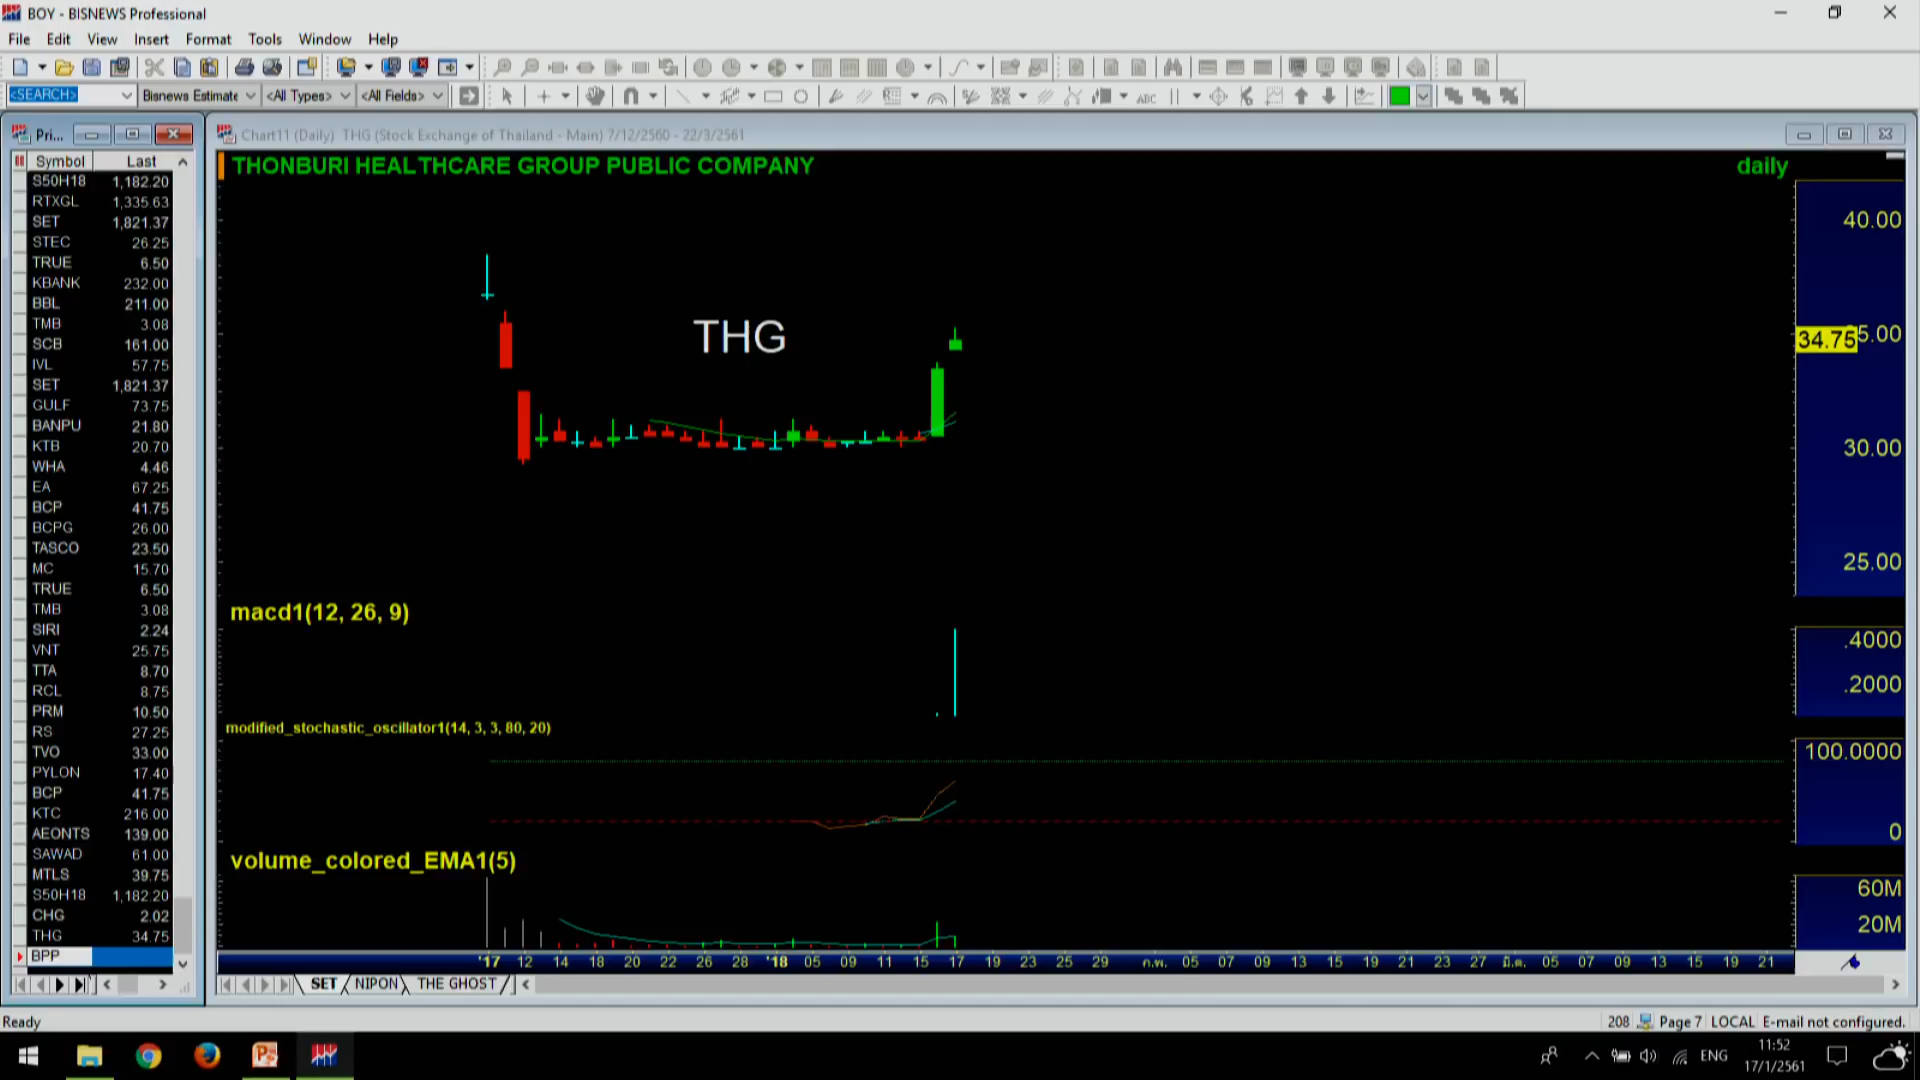 BOY - BISNEWS Professional
File Edit View Insert Format Tools Window Help
<SEARCH> Bisnews Estimate <All Types> <All Fields>
ABC
Pri...
Chart11 (Daily) THG (Stock Exchange of Thailand - Main) 7/12/2560 - 22/3/2561
Symbol Last
S50H18 1,182.20
RTXGL 1,335.63
SET 1,821.37
STEC 26.25
TRUE 6.50
KBANK 232.00
BBL 211.00
TMB 3.08
SCB 161.00
IVL 57.75
SET 1,821.37
GULF 73.75
BANPU 21.80
KTB 20.70
WHA 4.46
EA 67.25
BCP 41.75
BCPG 26.00
TASCO 23.50
MC 15.70
TRUE 6.50
TMB 3.08
SIRI 2.24
VNT 25.75
TTA 8.70
RCL 8.75
PRM 10.50
RS 27.25
TVO 33.00
PYLON 17.40
BCP 41.75
KTC 216.00
AEONTS 139.00
SAWAD 61.00
MTLS 39.75
S50H18 1,182.20
CHG 2.02
THG 34.75
BPP
THONBURI HEALTHCARE GROUP PUBLIC COMPANY daily
40.00
THG
34.75 5.00
30.00
25.00
macd1(12, 26, 9)
.4000
.2000
modified_stochastic_oscillator1(14, 3, 3, 80, 20)
100.0000
0
volume_colored_EMA1(5)
60M
20M
'17 12 14 18 20 22 26 28 '18 05 09 11 15 17 19 23 25 29 ก.พ. 05 07 09 13 15 19 21 23 27 มี.ค. 05 07 09 13 15 19 21
SET NIPON THE GHOST
Ready 208 Page 7 LOCAL E-mail not configured.
ENG 11:52
17/1/2561